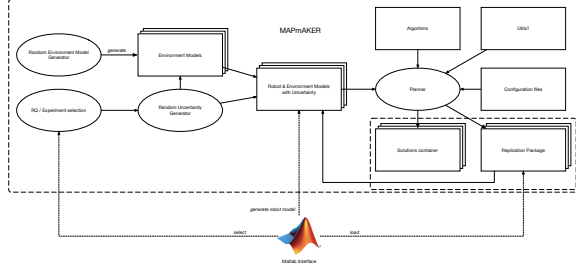 MAPmAKER
Random Environment Model
Generator
generate
Environment Models
Algorithms
Utils?
Robot & Environment Models
with Uncertainty
Planner
Configuration files
RQ / Experiment selection
Random Uncertainty
Generator
Solutions container
Replication Package
generate robot model
select
load
Matlab Interface